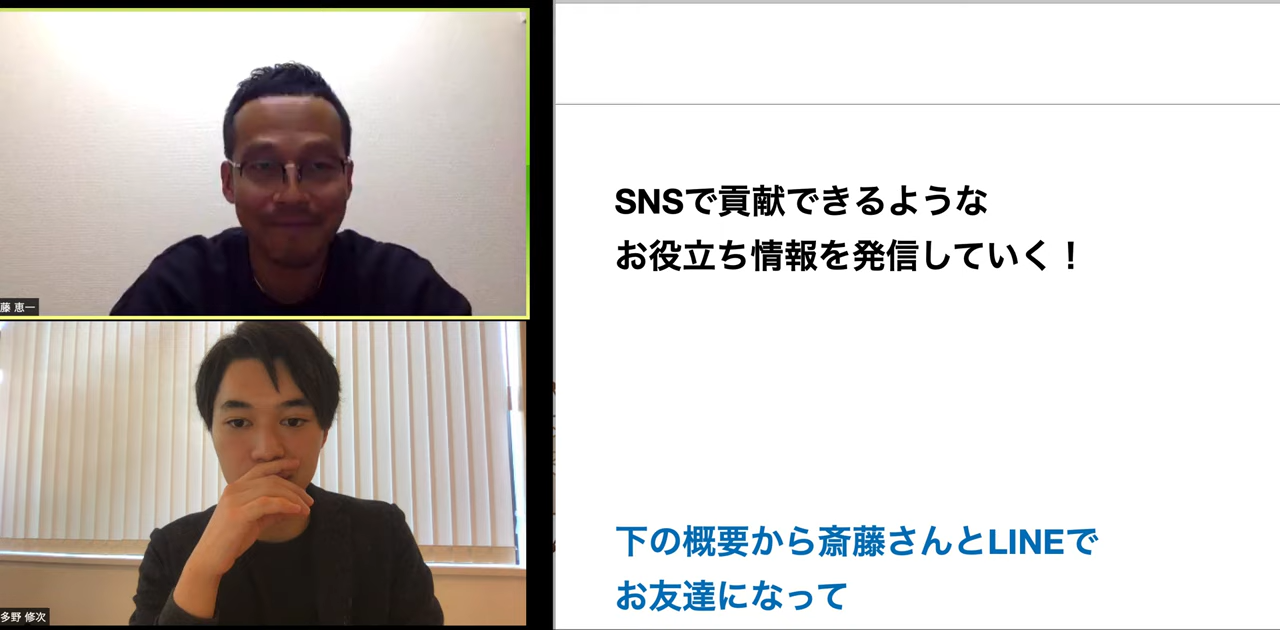 藤 恵一
多野 修次
SNSで貢献できるような
お役立ち情報を発信していく！
下の概要から斎藤さんとLINEで
お友達になって